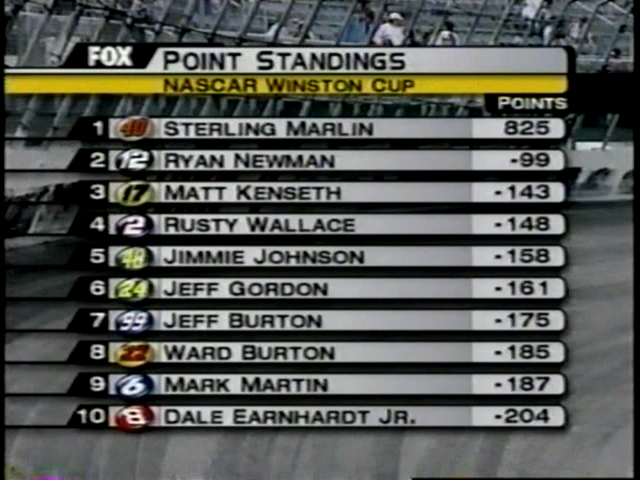 FOX POINT STANDINGS
NASCAR WINSTON CUP
POINTS
1 40 STERLING MARLIN 825
2 12 RYAN NEWMAN -99
3 17 MATT KENSETH -143
4 2 RUSTY WALLACE -148
5 48 JIMMIE JOHNSON -158
6 24 JEFF GORDON -161
7 99 JEFF BURTON -175
8 22 WARD BURTON -185
9 6 MARK MARTIN -187
10 8 DALE EARNHARDT JR. -204